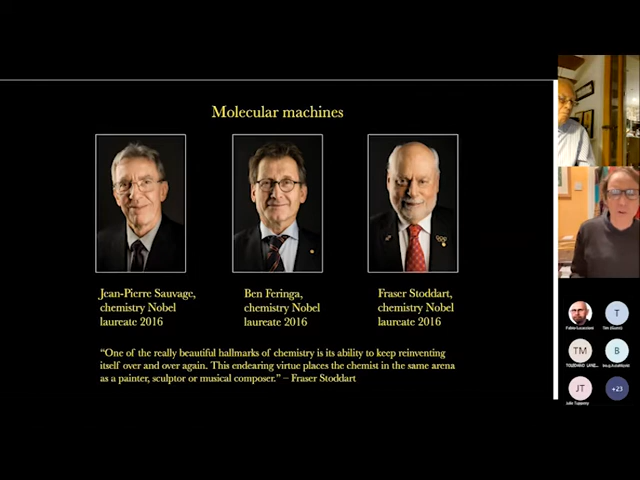 Molecular machines
Jean-Pierre Sauvage,
chemistry Nobel
laureate 2016
Ben Feringa,
chemistry Nobel
laureate 2016
Fraser Stoddart,
chemistry Nobel
laureate 2016
“One of the really beautiful hallmarks of chemistry is its ability to keep reinventing
itself over and over again. This endearing virtue places the chemist in the same arena
as a painter, sculptor or musical composer.” – Fraser Stoddart
T
Tim (Guest)
TM
B
JT
+23